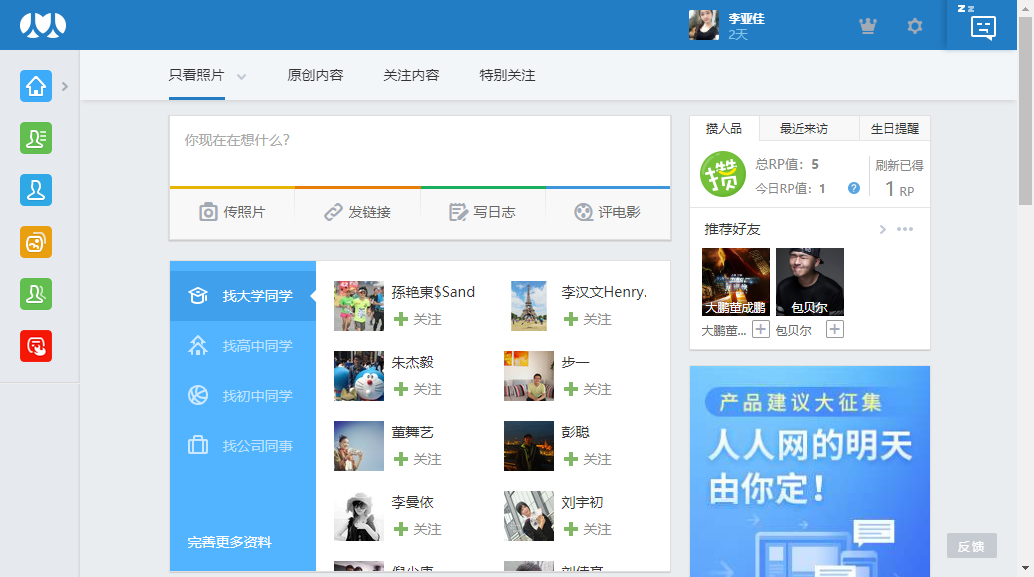 李亚佳
2天
z z
只看照片
原创内容
关注内容
特别关注
你现在在想什么?
传照片
发链接
写日志
评电影
攒人品
最近来访
生日提醒
攒
总RP值: 5
今日RP值: 1
?
刷新已得
1 RP
推荐好友
大鹏董成鹏
包贝尔
大鹏董...
包贝尔
找大学同学
找高中同学
找初中同学
找公司同事
完善更多资料
孫艶東$Sand
关注
李汉文Henry.
关注
朱杰毅
关注
步一
关注
董舞艺
关注
彭聪
关注
李曼依
关注
刘宇初
关注
产品建议大征集
人人网的明天
由你定!
反馈